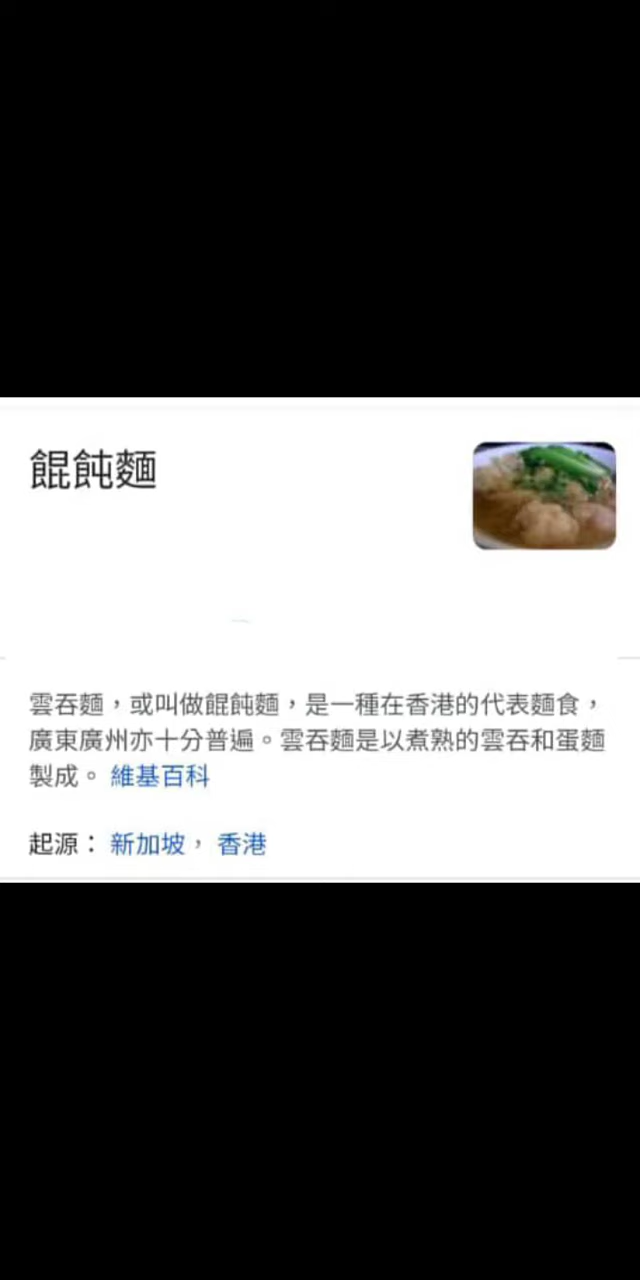 餛飩麵
雲吞麵，或叫做餛飩麵，是一種在香港的代表麵食，
廣東廣州亦十分普遍。雲吞麵是以煮熟的雲吞和蛋麵
製成。 維基百科
起源： 新加坡， 香港